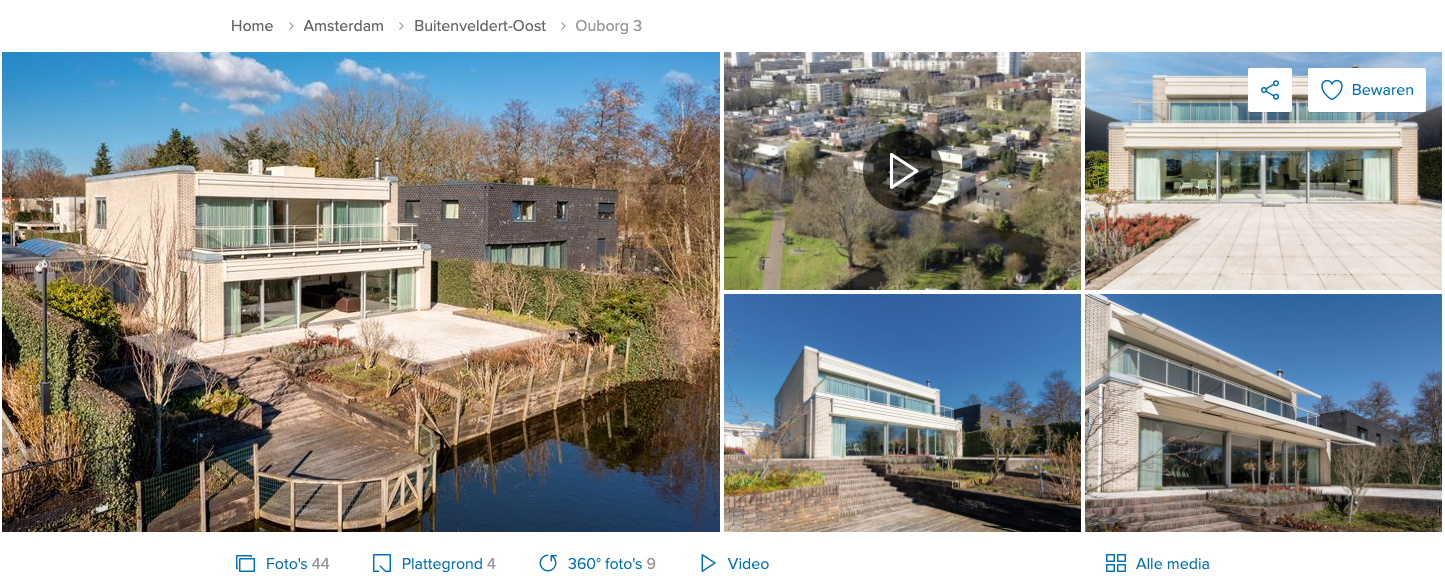 Home > Amsterdam > Buitenveldert-Oost > Ouborg 3
Bewaren
Foto's 44 Plattegrond 4 360° foto's 9 Video Alle media